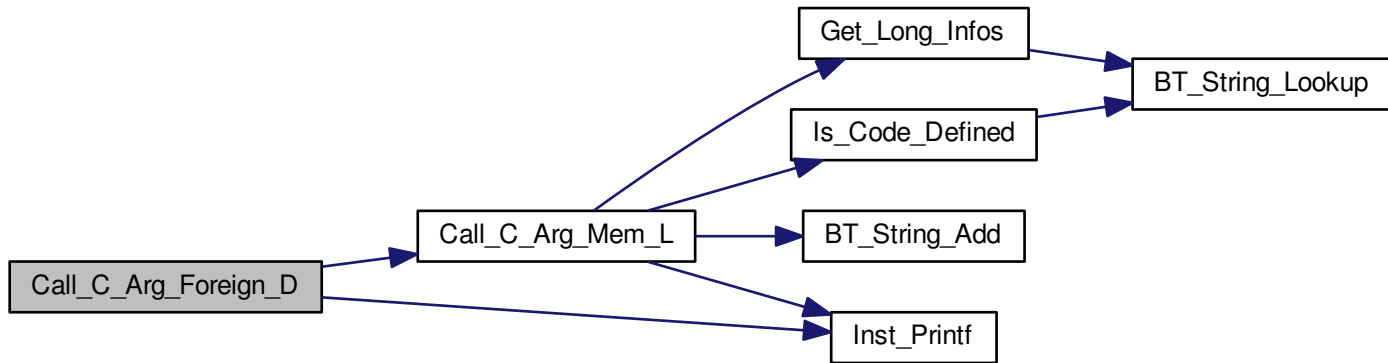 Get_Long_Infos
BT_String_Lookup
Is_Code_Defined
Call_C_Arg_Mem_L
BT_String_Add
Call_C_Arg_Foreign_D
Inst_Printf